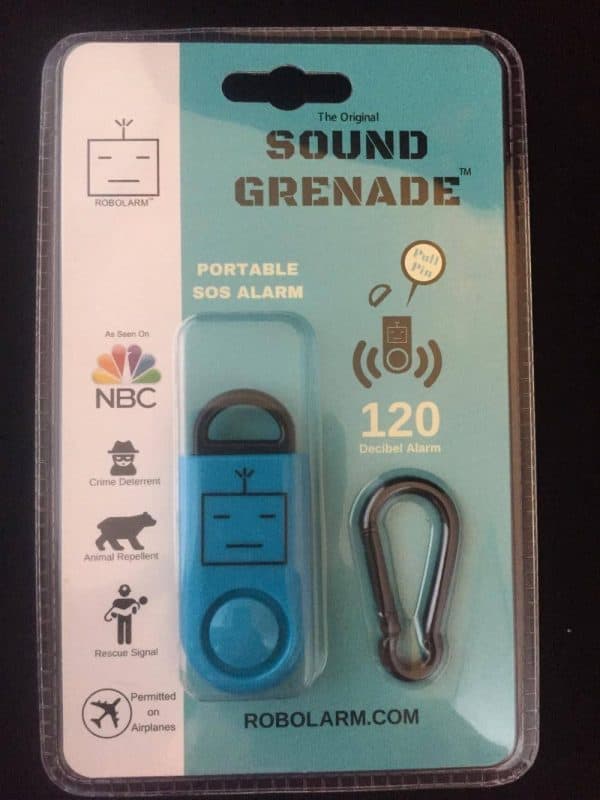 The Original
SOUND
GRENADE™
ROBOLARM™
PORTABLE
SOS ALARM
Pull
Pin
As Seen On
NBC
120
Decibel Alarm
Crime Deterrent
Animal Repellent
Rescue Signal
Permitted
on
Airplanes
ROBOLARM.COM